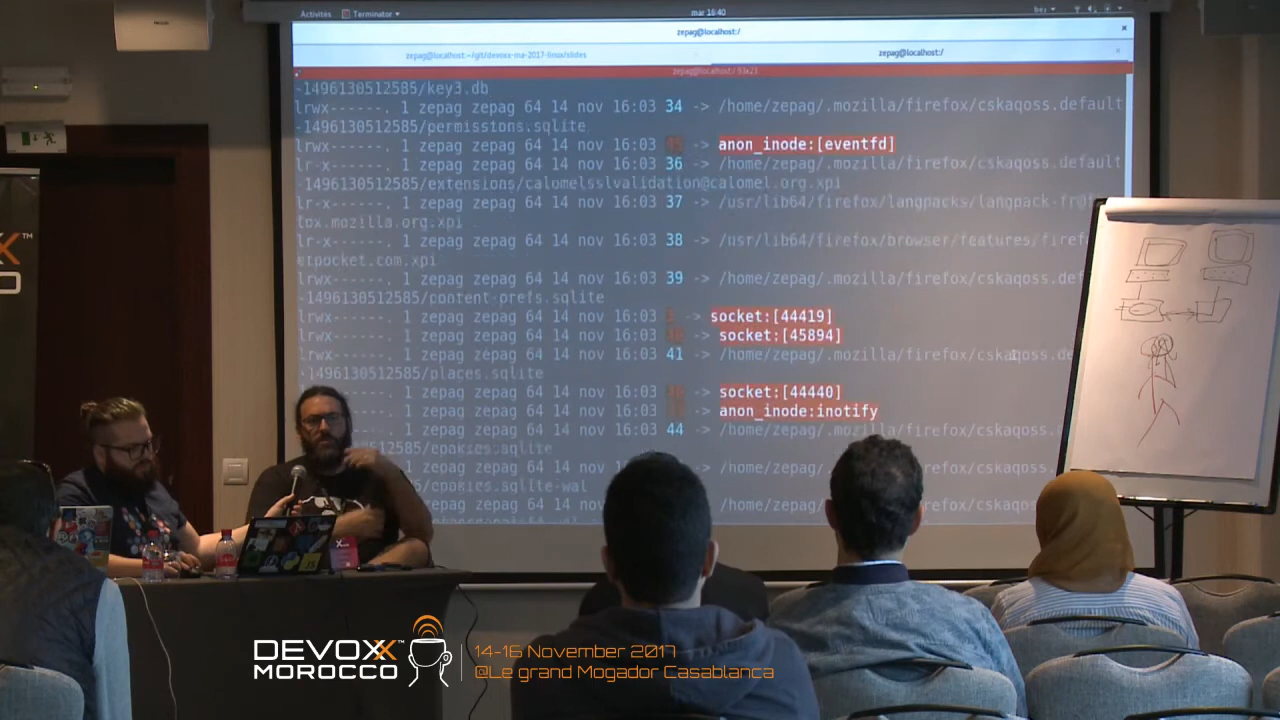 Activités Terminator mar 16:40
zepag@localhost:/
zepag@localhost:~/git/devoxx-ma-2017-linux/slides zepag@localhost:/
zepag@localhost:/ 93x23
-1496130512585/key3.db
lrwx------. 1 zepag zepag 64 14 nov 16:03 34 -> /home/zepag/.mozilla/firefox/cskaqoss.default
-1496130512585/permissions.sqlite
lrwx------. 1 zepag zepag 64 14 nov 16:03 -> anon_inode:[eventfd]
lr-x------. 1 zepag zepag 64 14 nov 16:03 36 -> /home/zepag/.mozilla/firefox/cskaqoss.default
-1496130512585/extensions/calomelsslvalidation@calomel.org.xpi
lr-x------. 1 zepag zepag 64 14 nov 16:03 37 -> /usr/lib64/firefox/langpacks/langpack-fr@
fox.mozilla.org.xpi
lr-x------. 1 zepag zepag 64 14 nov 16:03 38 -> /usr/lib64/firefox/browser/features/firef
etpocket.com.xpi
lrwx------. 1 zepag zepag 64 14 nov 16:03 39 -> /home/zepag/.mozilla/firefox/cskaqoss.def
-1496130512585/content-prefs.sqlite
lrwx------. 1 zepag zepag 64 14 nov 16:03 -> socket:[44419]
lrwx------. 1 zepag zepag 64 14 nov 16:03 -> socket:[45894]
lrwx------. 1 zepag zepag 64 14 nov 16:03 41 -> /home/zepag/.mozilla/firefox/cskaqoss.de
-1496130512585/places.sqlite
lrwx------. 1 zepag zepag 64 14 nov 16:03 -> socket:[44440]
. 1 zepag zepag 64 14 nov 16:03 -> anon_inode:inotify
. 1 zepag zepag 64 14 nov 16:03 44 -> /home/zepag/.mozilla/firefox/cskaqoss.
512585/cookies.sqlite
zepag zepag 64 14 nov 16:03 -> /home/zepag/.mozilla/firefox/cskaqoss.
/cookies.sqlite-wal
zepag 64 14 nov 16:03 -> /home/zepag/ mozilla/firefox/cskaqoss.
DEVOXX™
MOROCCO
14-16 November 2017
@Le grand Mogador Casablanca